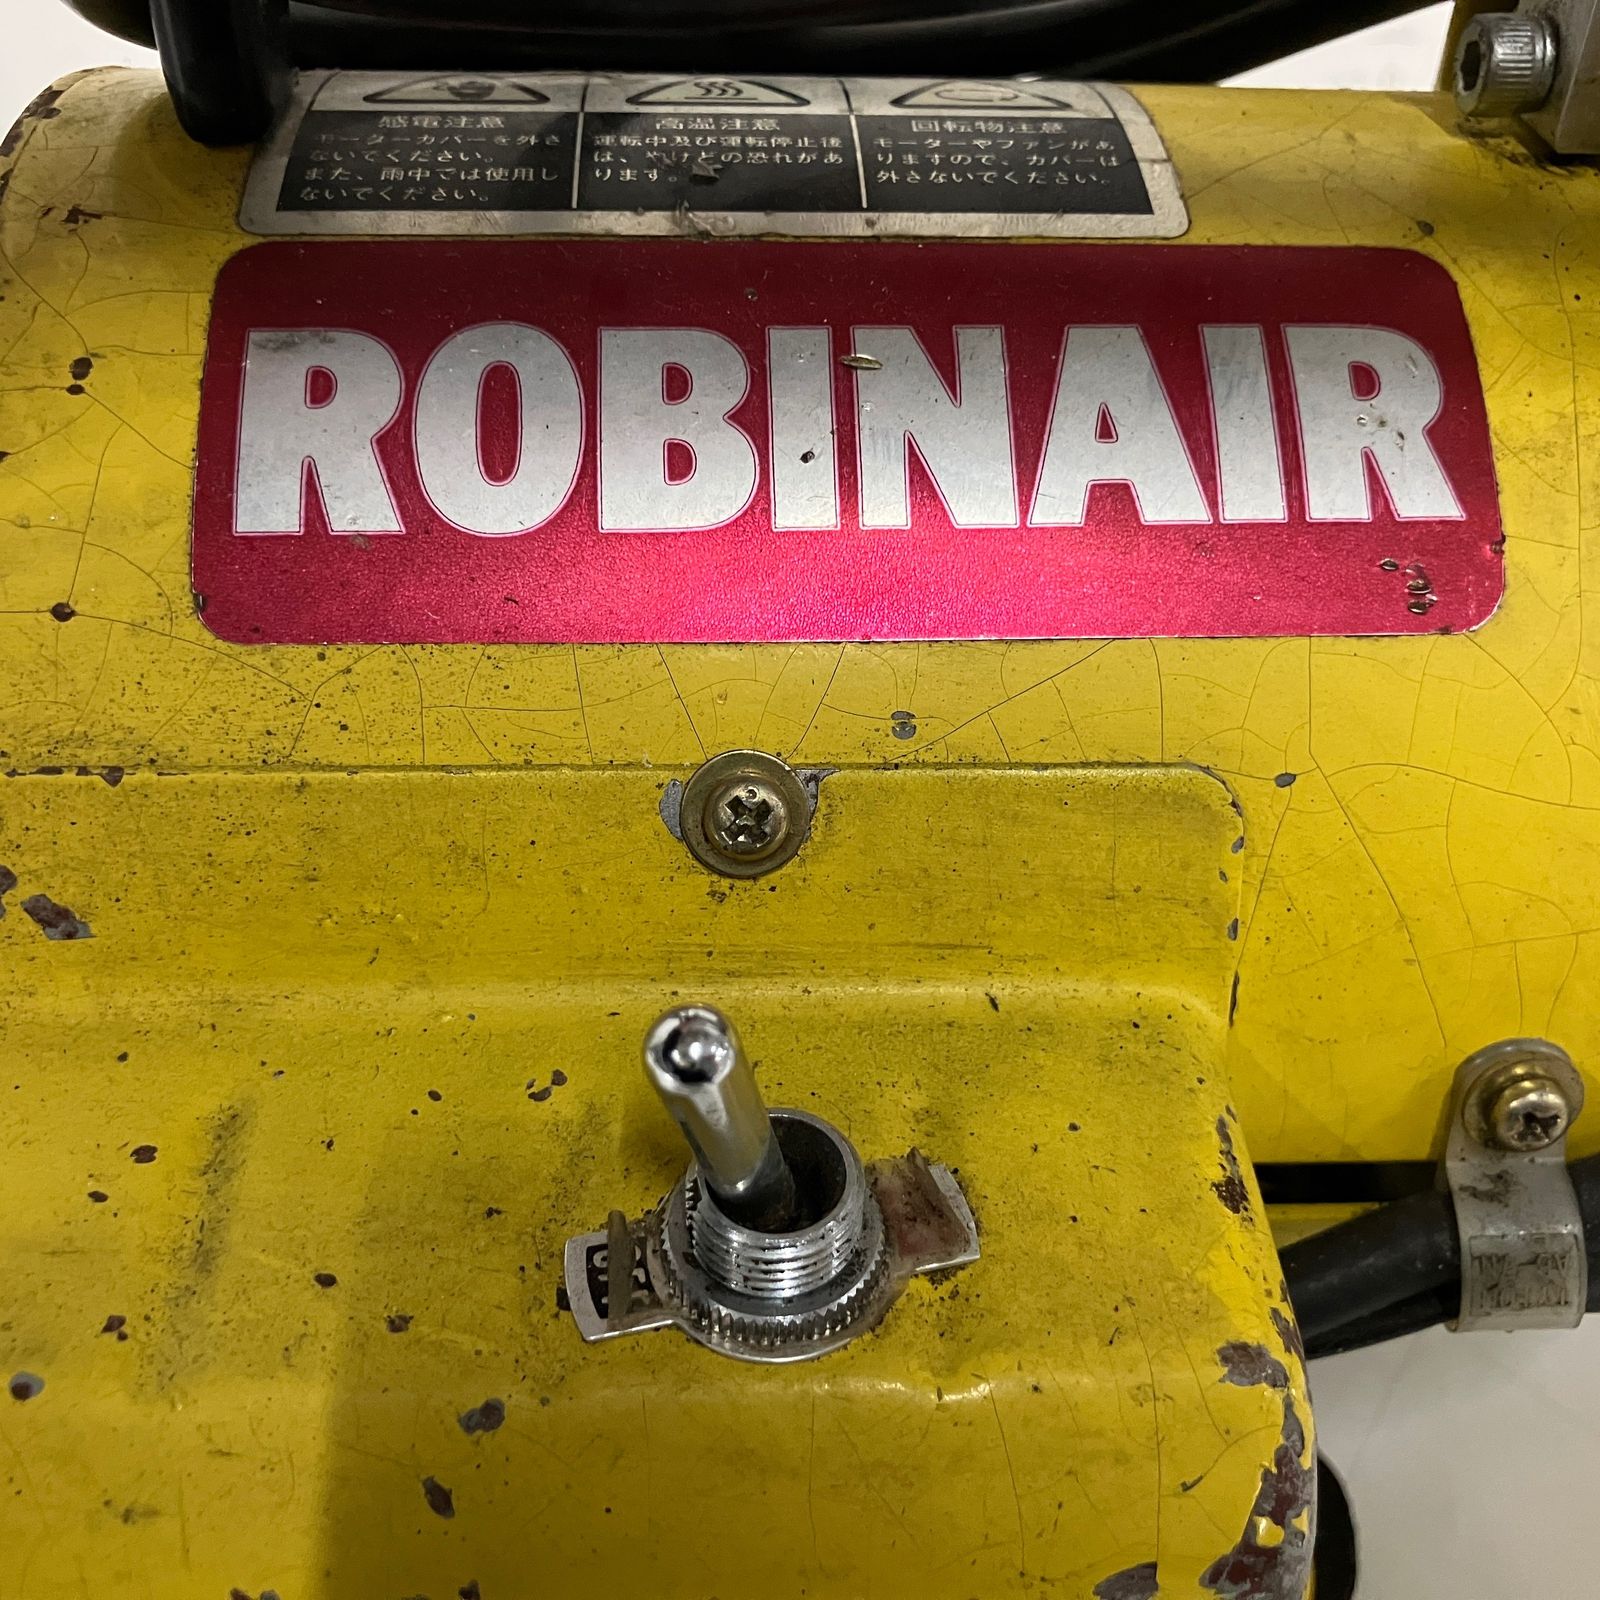 感電注意
モーターカバーを外さ
ないでください。
また、雨中では使用し
ないでください。
高温注意
運転中及び運転停止後
は、やけどの恐れがあ
ります。
回転物注意
モーターやファンがあ
りますので、カバーは
外さないでください。
ROBINAIR